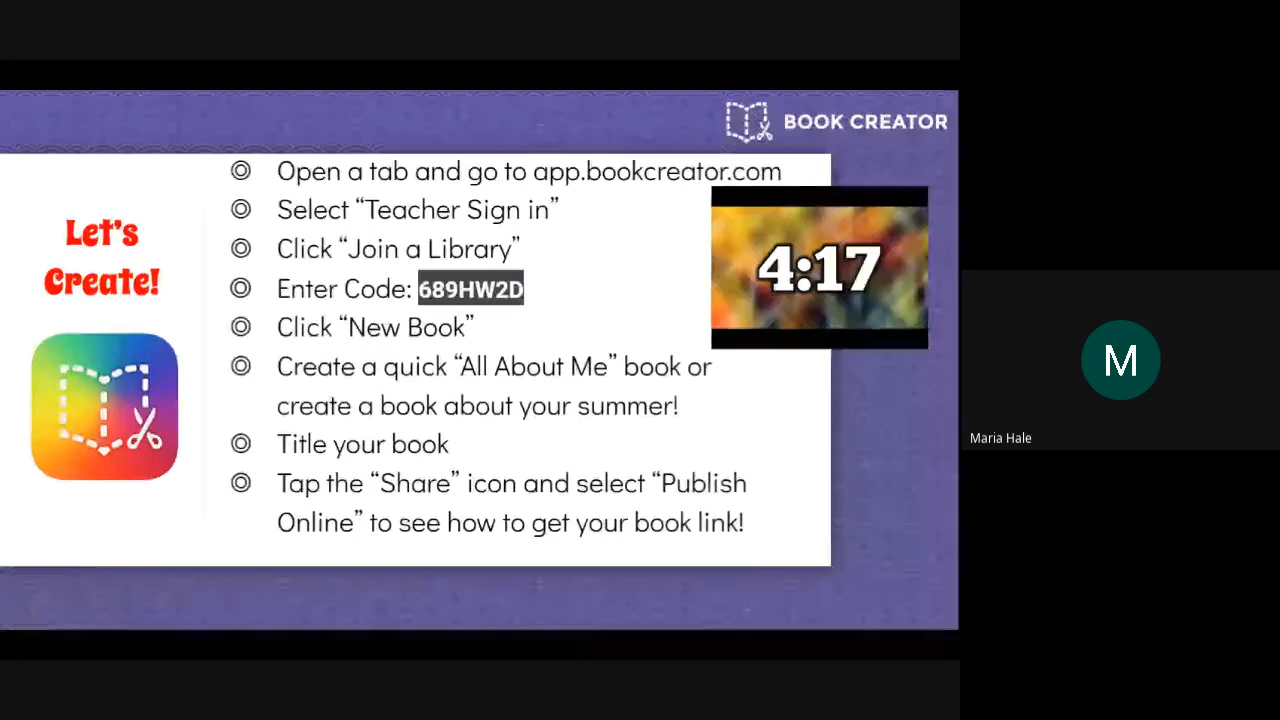 BOOK CREATOR
Let's
Create!
Open a tab and go to app.bookcreator.com
Select “Teacher Sign in”
Click “Join a Library”
Enter Code: 689HW2D
Click “New Book”
Create a quick “All About Me” book or
create a book about your summer!
Title your book
Tap the “Share” icon and select “Publish
Online” to see how to get your book link!
4:17
M
Maria Hale